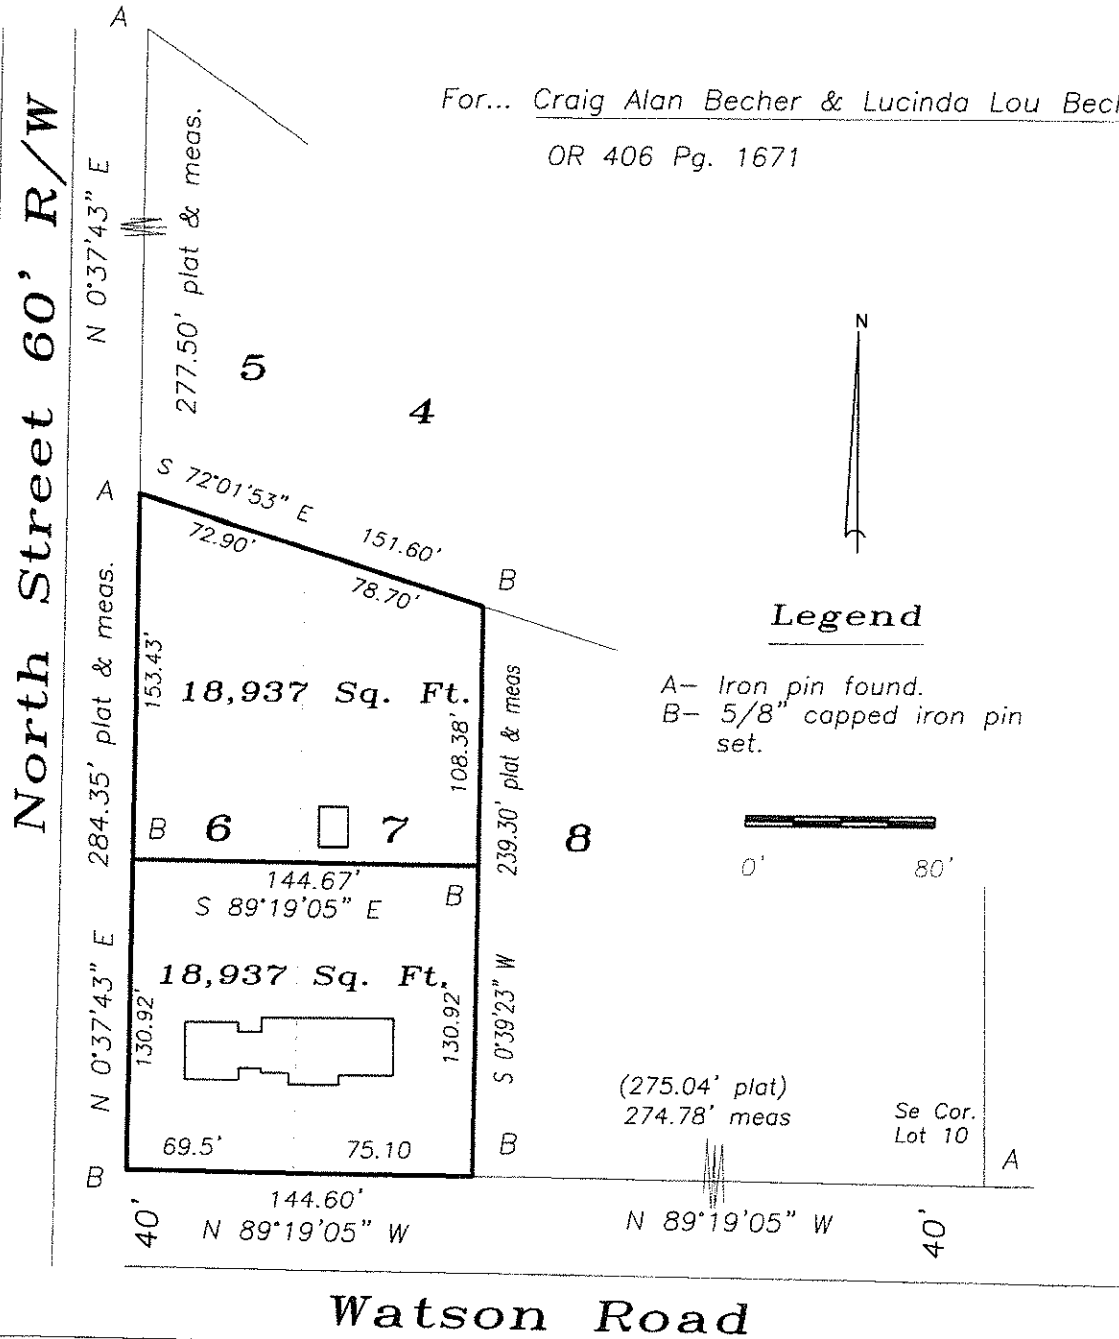 A
For... Craig Alan Becher & Lucinda Lou
OR 406 Pg. 1671
North Street 60' R/W
N 0°37'43" E
277.50' plat & meas.
N
5
4
A
S 72°01'53" E
72.90'
151.60'
78.70'
B
Legend
A- Iron pin found.
B- 5/8" capped iron pin
set.
284.35' plat & meas.
153.43'
18,937 Sq. Ft.
108.38'
239.30' plat & meas
B
6
7
8
0'
80'
144.67'
S 89°19'05" E
B
N 0°37'43" E
18,937 Sq. Ft.
130.92'
130.92'
S 0°39'23" W
(275.04' plat)
274.78' meas
Se Cor.
Lot 10
69.5'
75.10
B
A
B
144.60'
N 89°19'05" W
N 89°19'05" W
40'
40'
Watson Road